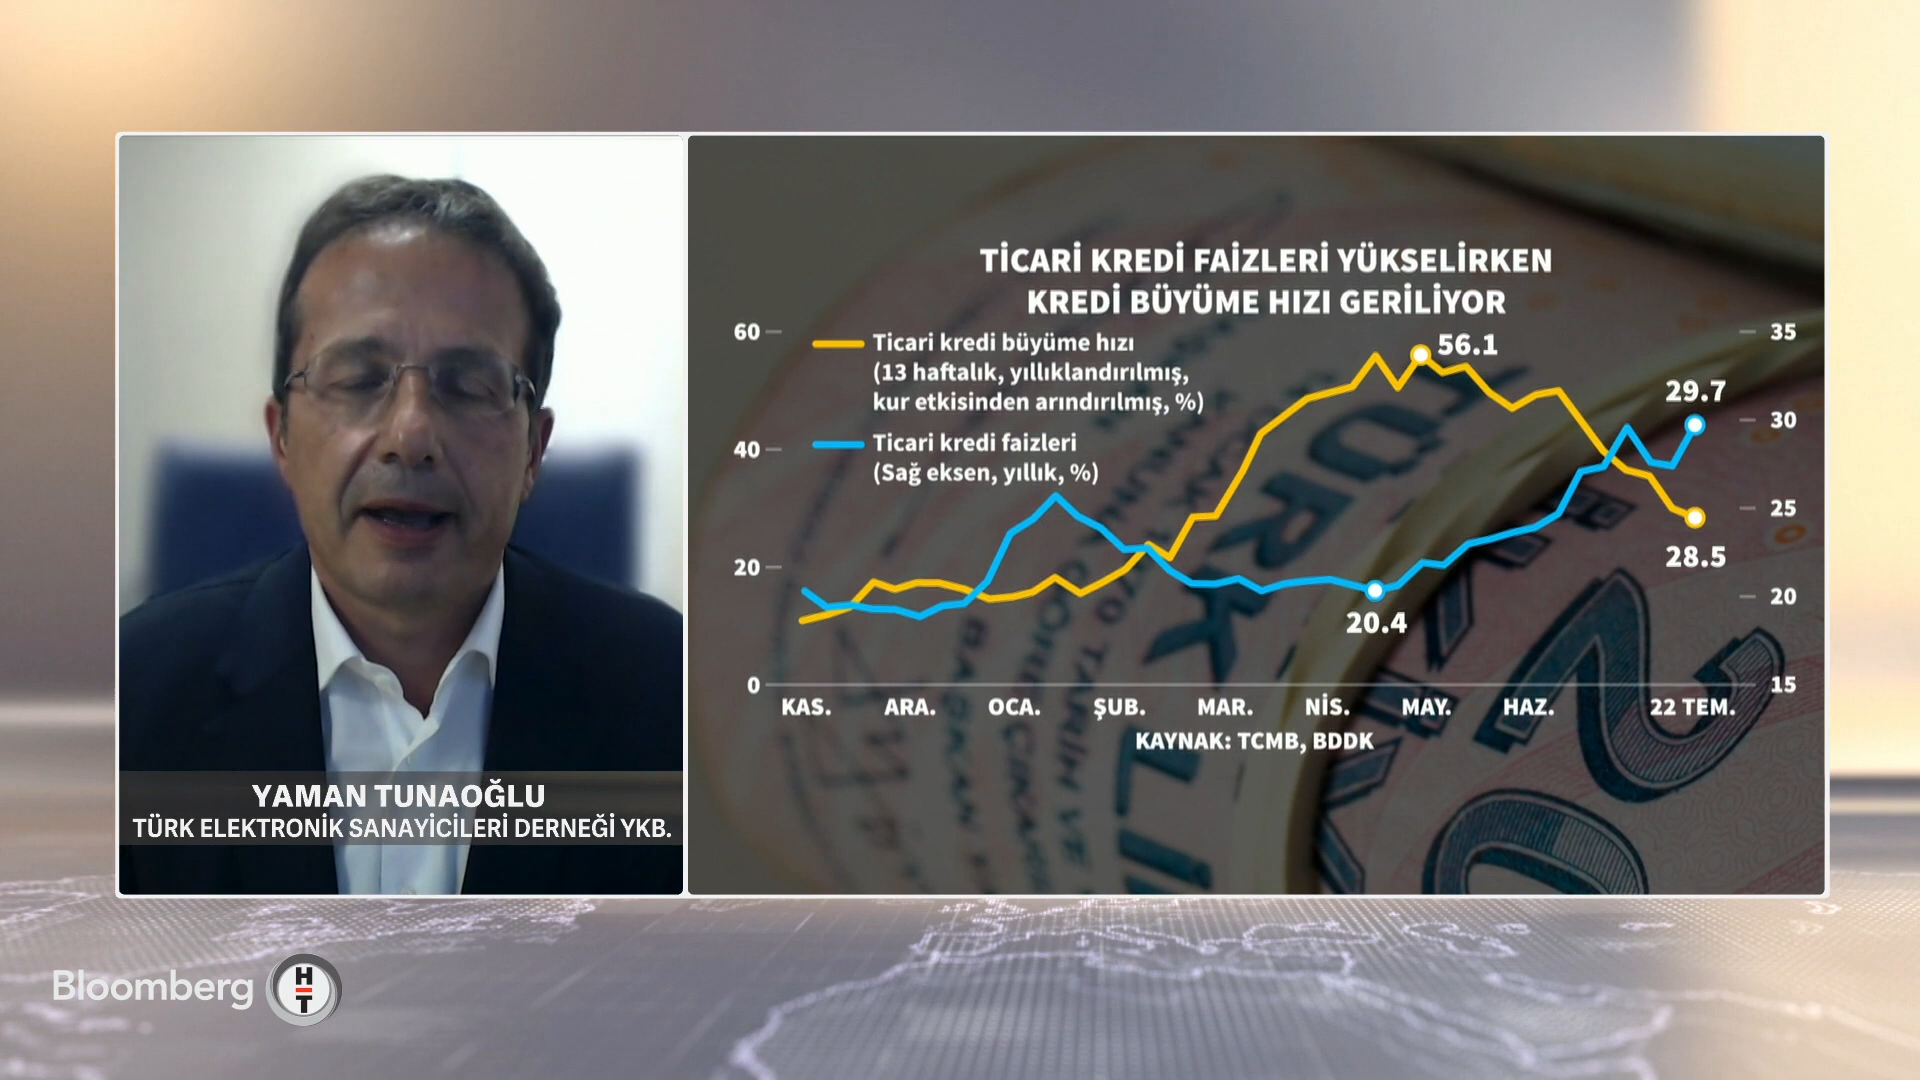 TİCARİ KREDİ FAİZLERİ YÜKSELİRKEN
KREDİ BÜYÜME HIZI GERİLİYOR
60
40
20
0
Ticari kredi büyüme hızı
(13 haftalık, yıllıklandırılmış,
kur etkisinden arındırılmış, %)
Ticari kredi faizleri
(Sağ eksen, yıllık, %)
56.1
29.7
28.5
20.4
35
30
25
20
15
KAS. ARA. OCA. ŞUB. MAR. NİS. MAY. HAZ. 22 TEM.
KAYNAK: TCMB, BDDK
YAMAN TUNAOĞLU
TÜRK ELEKTRONİK SANAYİCİLERİ DERNEĞİ YKB.
Bloomberg HT